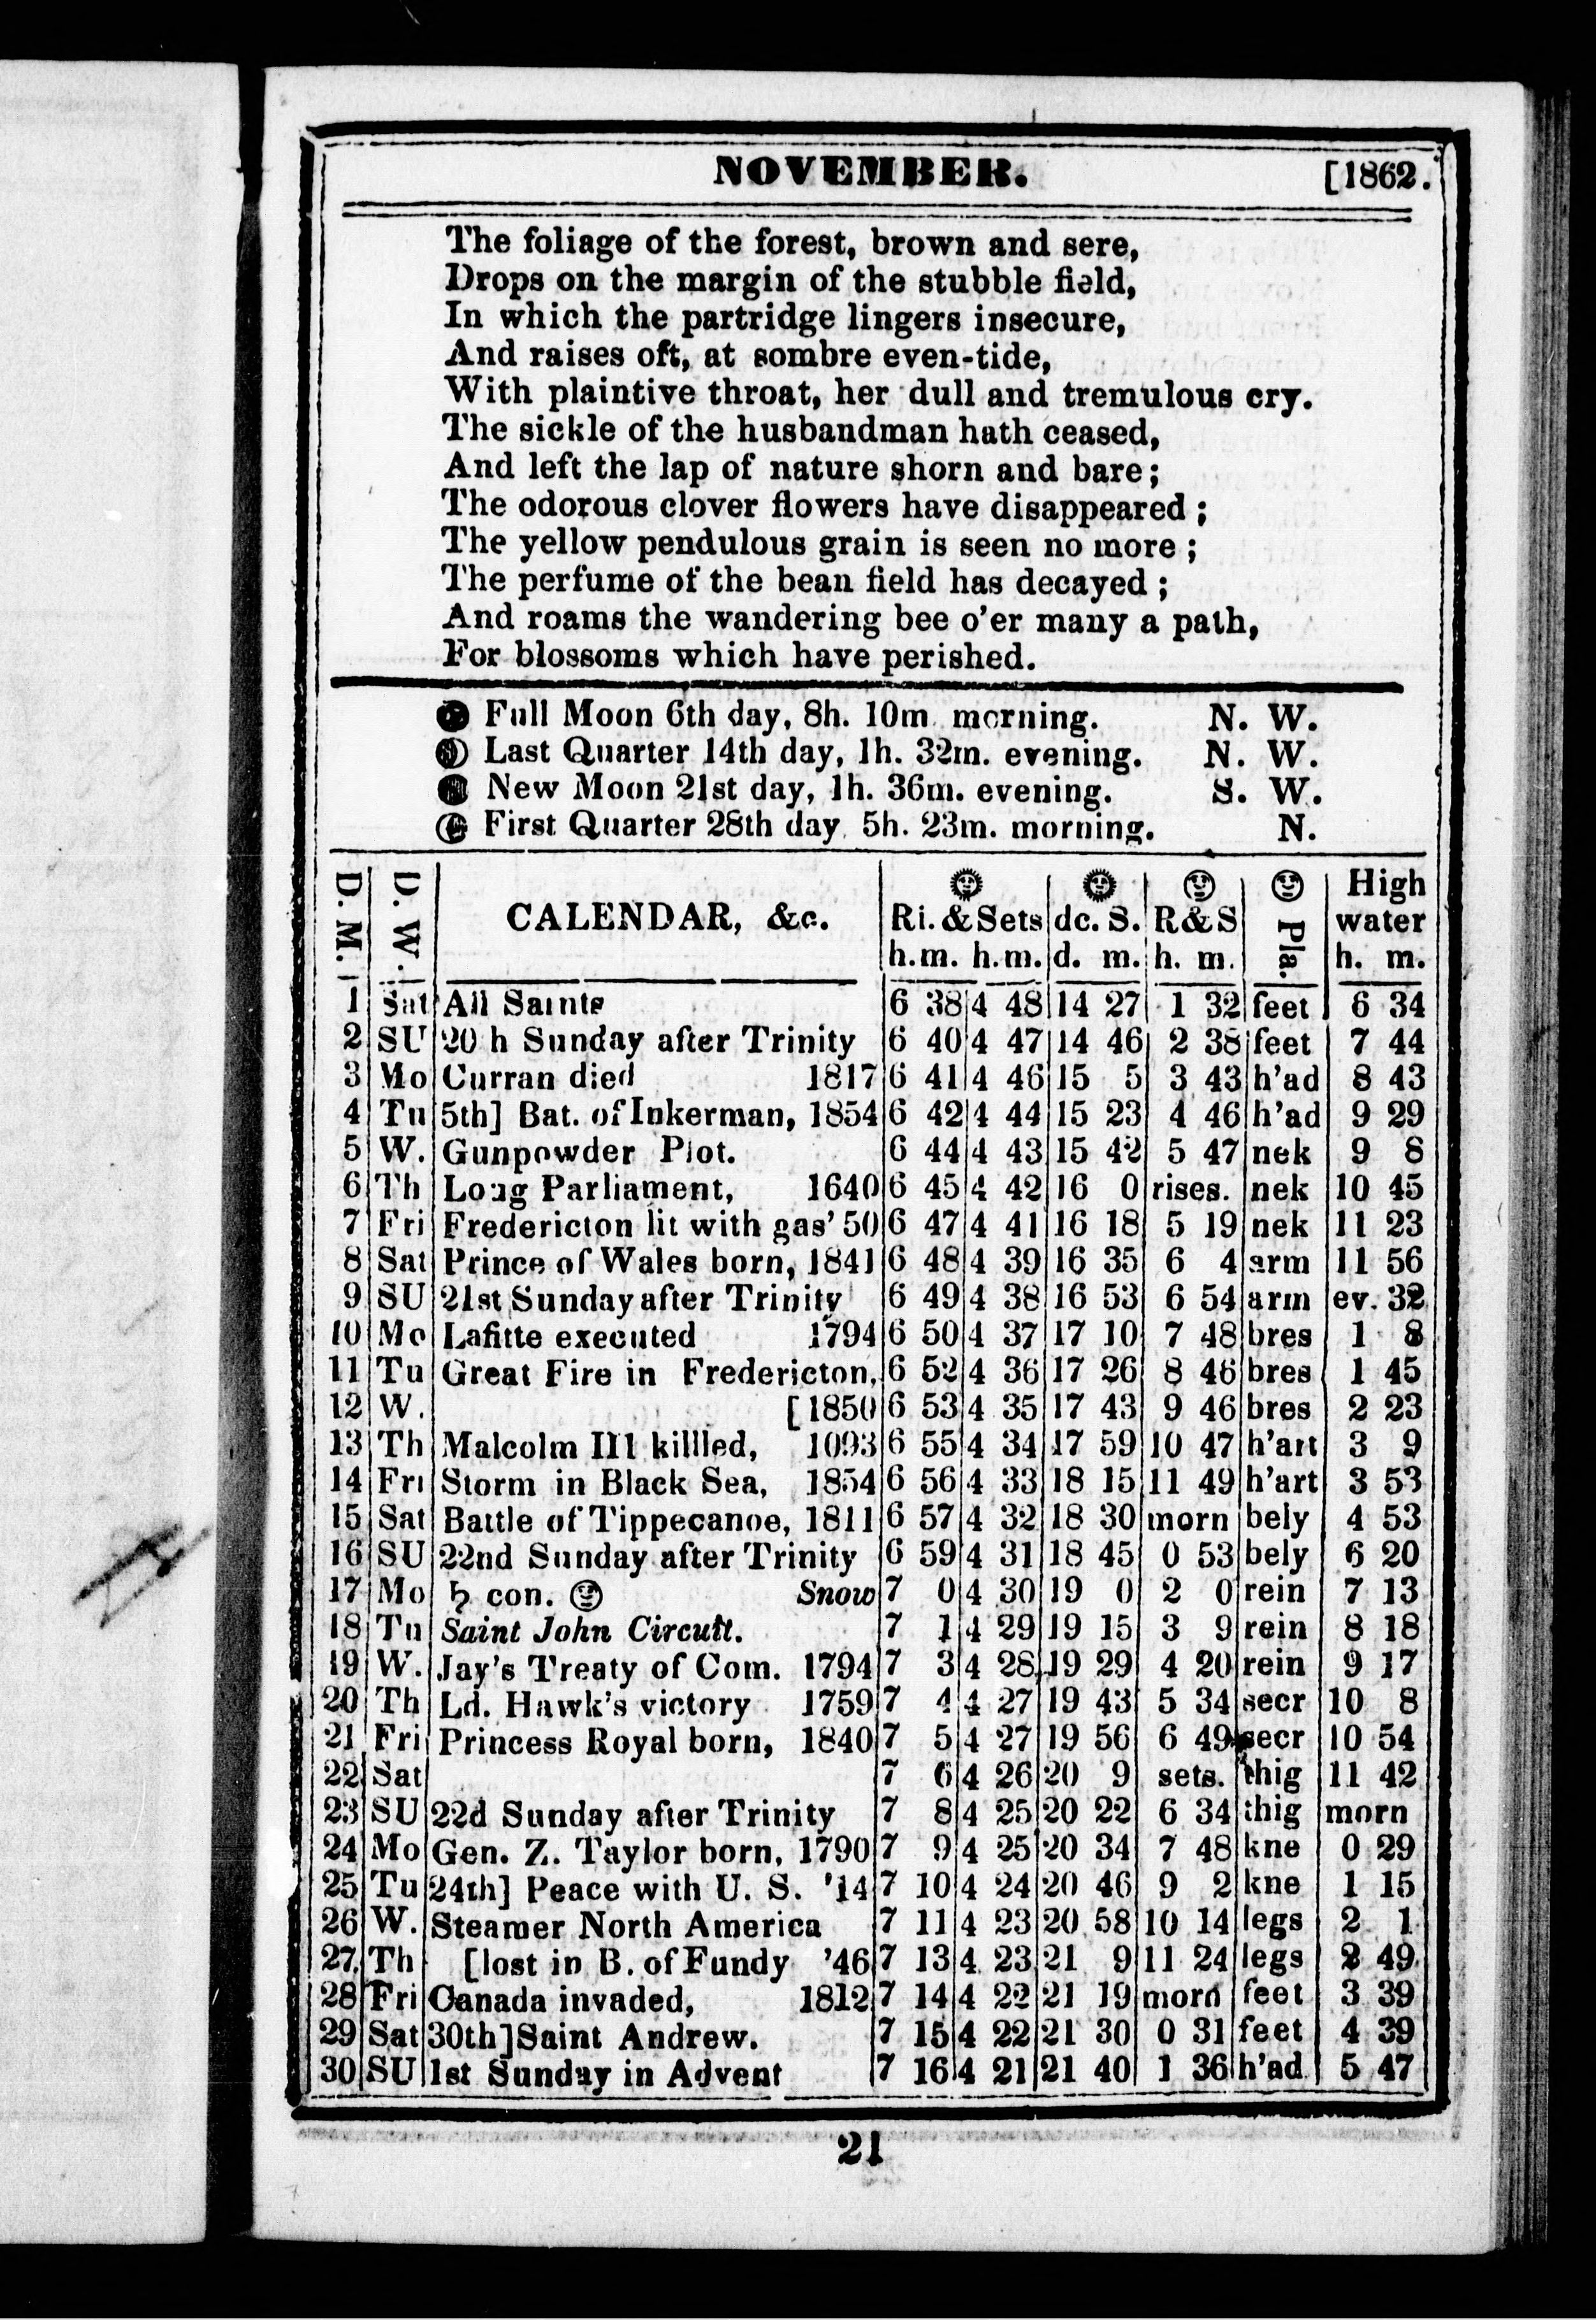 NOVEMBER. [1862.
The foliage of the forest, brown and sere,
Drops on the margin of the stubble field,
In which the partridge lingers insecure,
And raises oft, at sombre even-tide,
With plaintive throat, her dull and tremulous cry.
The sickle of the husbandman hath ceased,
And left the lap of nature shorn and bare;
The odorous clover flowers have disappeared;
The yellow pendulous grain is seen no more;
The perfume of the bean field has decayed;
And roams the wandering bee o'er many a path,
For blossoms which have perished.
Full Moon 6th day, 8h. 10m. morning. N. W.
Last Quarter 14th day, 1h. 32m. evening. N. W.
New Moon 21st day, 1h. 36m. evening. S. W.
First Quarter 28th day 5h. 23m. morning. N.
D. M. D. W. CALENDAR, &c. Ri. & Sets dc. S. R&S Pla. High water
h.m. h.m. d. m. h. m. h. m.
1 Sat All Saints 6 38 4 48 14 27 1 32 feet 6 34
2 SU 20 h Sunday after Trinity 6 40 4 47 14 46 2 38 feet 7 44
3 Mo Curran died 1817 6 41 4 46 15 5 3 43 h'ad 8 43
4 Tu 5th] Bat. of Inkerman, 1854 6 42 4 44 15 23 4 46 h'ad 9 29
5 W. Gunpowder Plot. 6 44 4 43 15 42 5 47 nek 9 8
6 Th Long Parliament, 1640 6 45 4 42 16 0 rises. nek 10 45
7 Fri Fredericton lit with gas '50 6 47 4 41 16 18 5 19 nek 11 23
8 Sat Prince of Wales born, 1841 6 48 4 39 16 35 6 4 arm 11 56
9 SU 21st Sunday after Trinity 6 49 4 38 16 53 6 54 arm ev. 32
10 Mo Lafitte executed 1794 6 50 4 37 17 10 7 48 bres 1 8
11 Tu Great Fire in Fredericton, 6 52 4 36 17 26 8 46 bres 1 45
12 W. [1850 6 53 4 35 17 43 9 46 bres 2 23
13 Th Malcolm III killled, 1093 6 55 4 34 17 59 10 47 h'art 3 9
14 Fri Storm in Black Sea, 1854 6 56 4 33 18 15 11 49 h'art 3 53
15 Sat Battle of Tippecanoe, 1811 6 57 4 32 18 30 morn bely 4 53
16 SU 22nd Sunday after Trinity 6 59 4 31 18 45 0 53 bely 6 20
17 Mo ♄ con. Snow 7 0 4 30 19 0 2 0 rein 7 13
18 Tu Saint John Circuit. 7 1 4 29 19 15 3 9 rein 8 18
19 W. Jay's Treaty of Com. 1794 7 3 4 28 19 29 4 20 rein 9 17
20 Th Ld. Hawk's victory 1759 7 4 4 27 19 43 5 34 secr 10 8
21 Fri Princess Royal born, 1840 7 5 4 27 19 56 6 49 secr 10 54
22 Sat 7 6 4 26 20 9 sets. thig 11 42
23 SU 22d Sunday after Trinity 7 8 4 25 20 22 6 34 thig morn
24 Mo Gen. Z. Taylor born, 1790 7 9 4 25 20 34 7 48 kne 0 29
25 Tu 24th] Peace with U. S. '14 7 10 4 24 20 46 9 2 kne 1 15
26 W. Steamer North America 7 11 4 23 20 58 10 14 legs 2 1
27 Th [lost in B. of Fundy '46 7 13 4 23 21 9 11 24 legs 2 49
28 Fri Canada invaded, 1812 7 14 4 22 21 19 morn feet 3 39
29 Sat 30th] Saint Andrew. 7 15 4 22 21 30 0 31 feet 4 39
30 SU 1st Sunday in Advent 7 16 4 21 21 40 1 36 h'ad 5 47
21